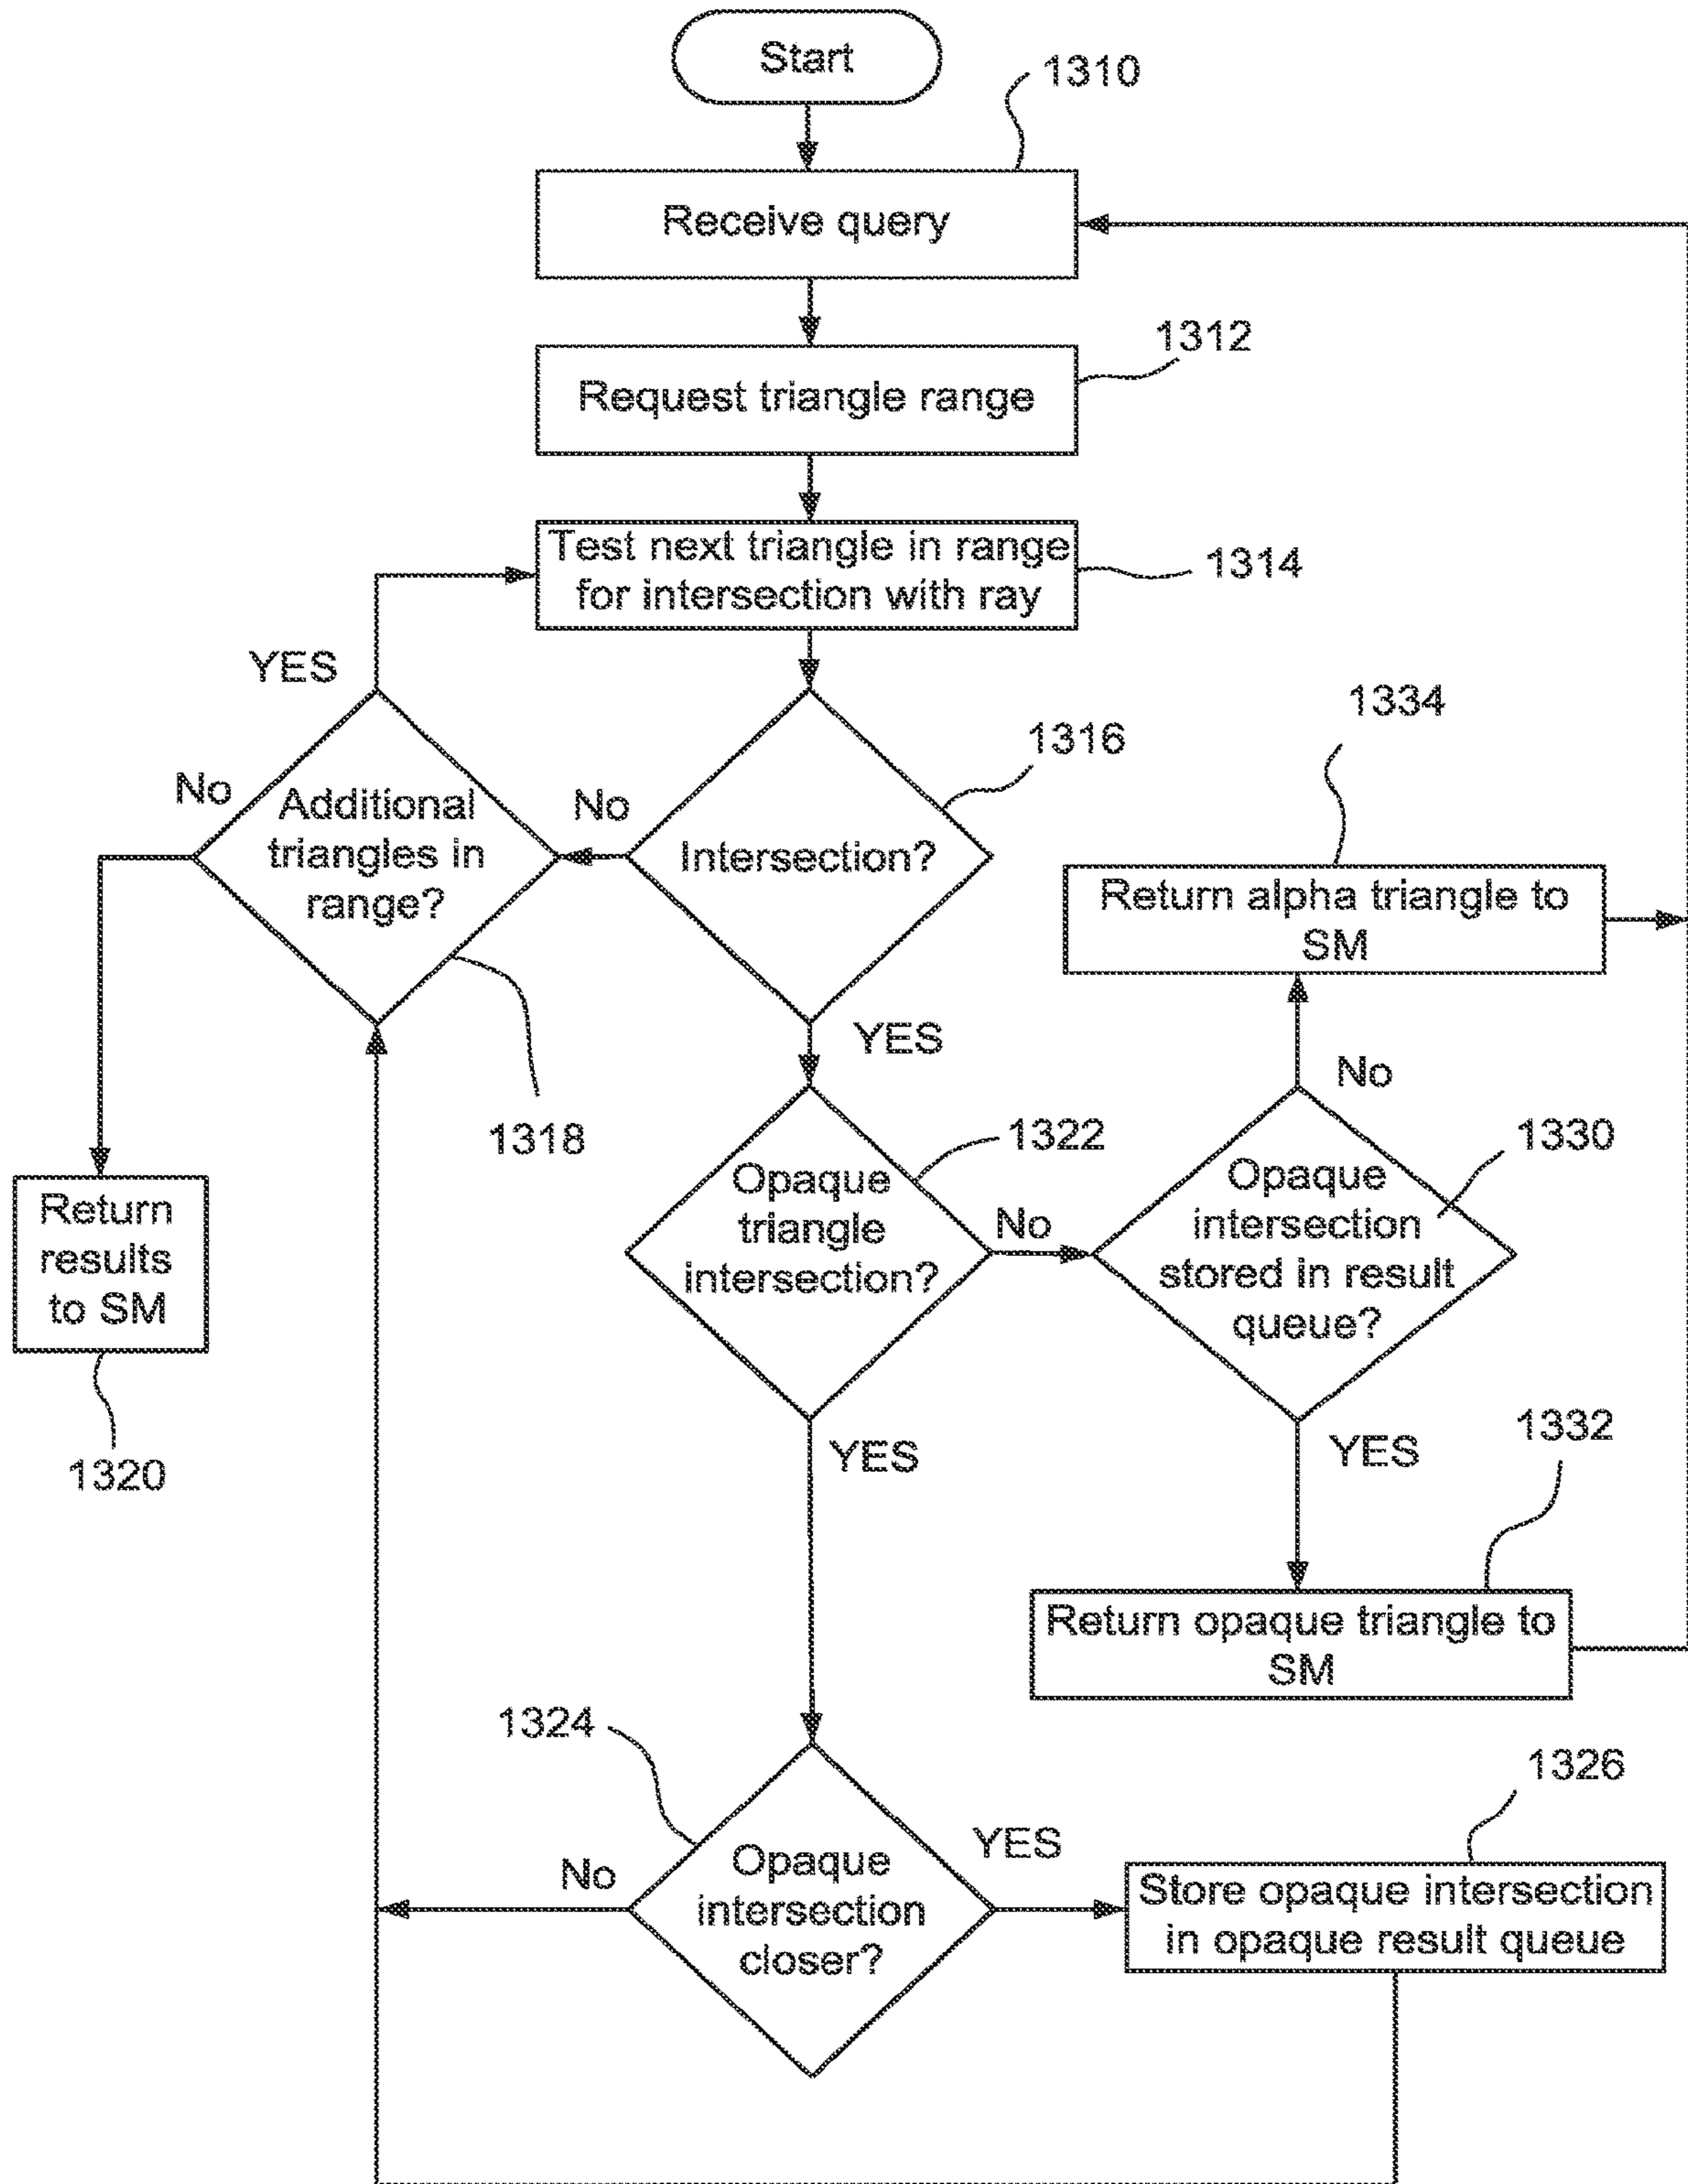 Start
1310
Receive query
1312
Request triangle range
Test next triangle in range
for intersection with ray
1314
YES
1334
1316
No
Additional
triangles in
range?
No
Intersection?
Return alpha triangle to
SM
YES
No
1318
1322
1330
Return
results
to SM
Opaque
triangle
intersection?
No
Opaque
intersection
stored in result
queue?
1320
YES
YES
1332
Return opaque triangle to
SM
1324
1326
No
Opaque
intersection
closer?
YES
Store opaque intersection
in opaque result queue